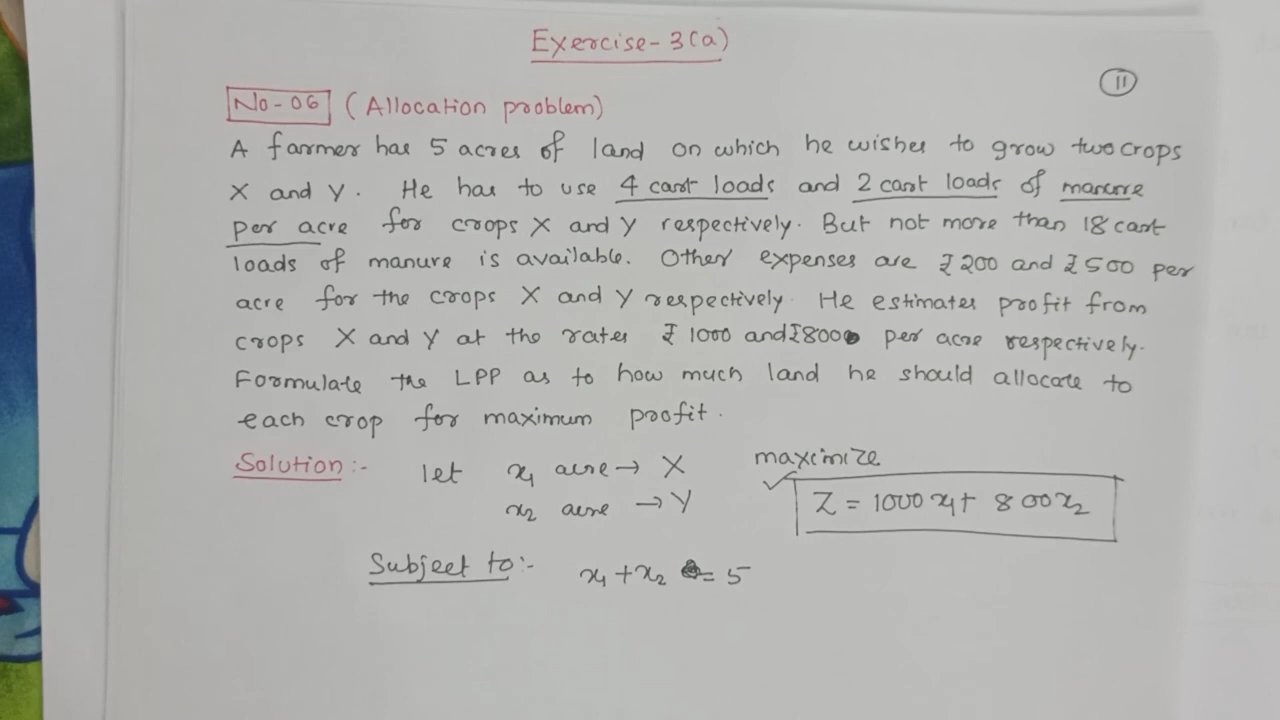 Exercise-3(a)
11
No-06 (Allocation problem)
A farmer has 5 acres of land on which he wishes to grow two crops
X and Y. He has to use 4 cart loads and 2 cart loads of manure
per acre for crops X and Y respectively. But not more than 18 cart
loads of manure is available. Other expenses are ₹200 and ₹500 per
acre for the crops X and Y respectively. He estimates profit from
crops X and Y at the rates ₹1000 and ₹800 per acre respectively.
Formulate the LPP as to how much land he should allocate to
each crop for maximum profit.
Solution:- let x₁ acre → X maximize
x₂ acre → Y Z = 1000x₁ + 800x₂
Subject to:- x₁ + x₂ = 5